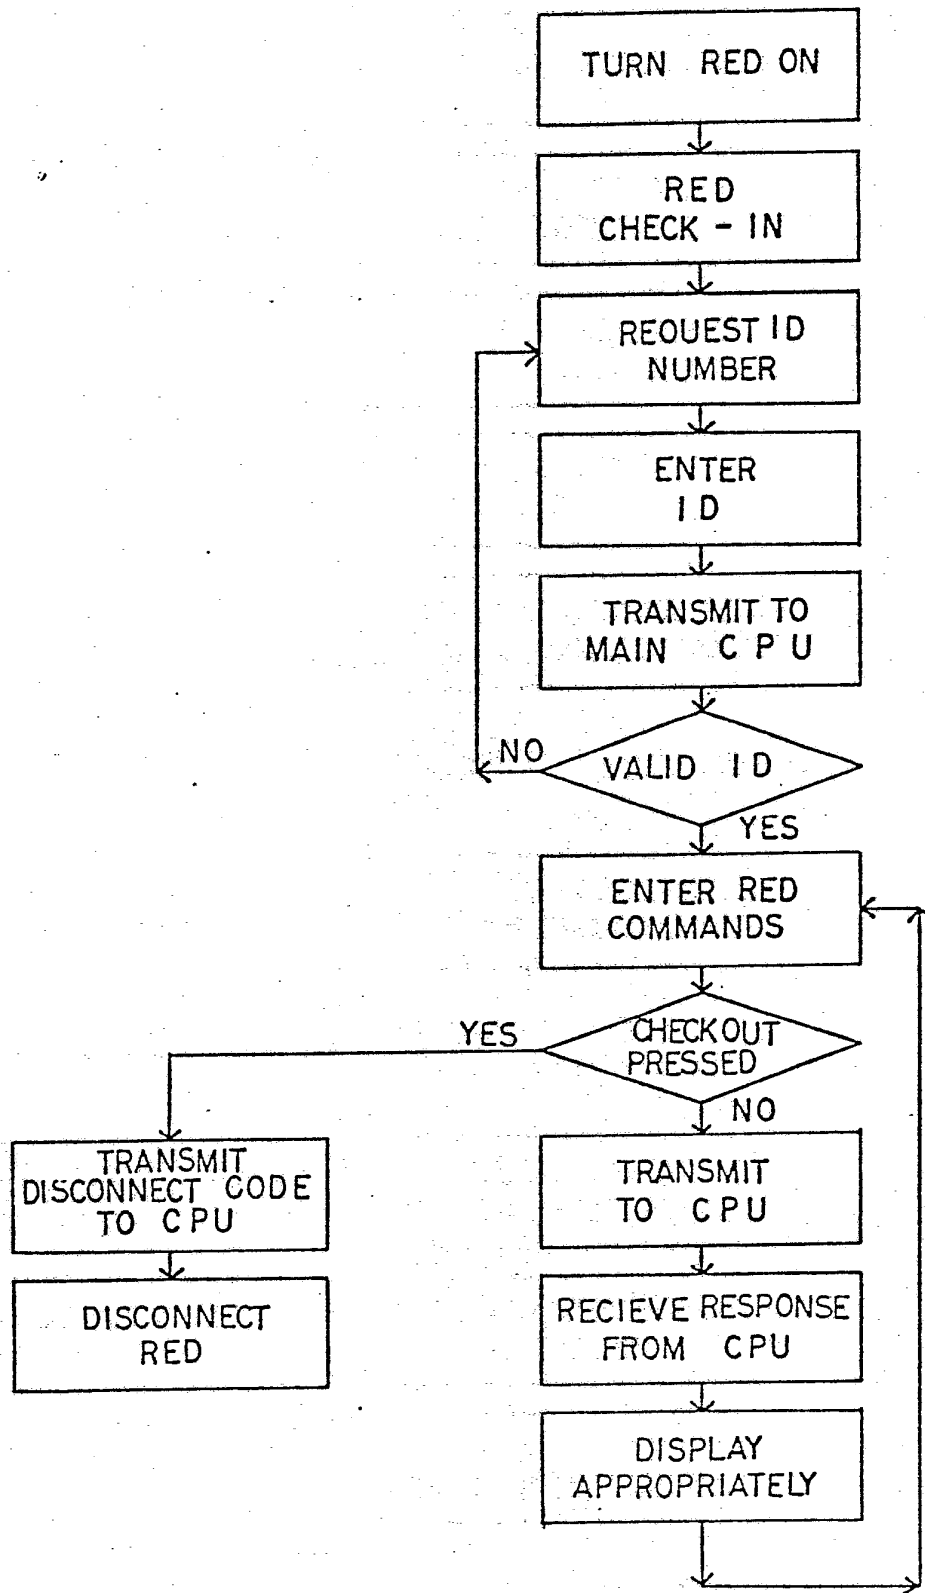 TURN RED ON
RED
CHECK - IN
REQUEST ID
NUMBER
ENTER
ID
TRANSMIT TO
MAIN CPU
NO
VALID ID
YES
ENTER RED
COMMANDS
YES
CHECKOUT
PRESSED
NO
TRANSMIT
DISCONNECT CODE
TO CPU
TRANSMIT
TO CPU
DISCONNECT
RED
RECIEVE RESPONSE
FROM CPU
DISPLAY
APPROPRIATELY